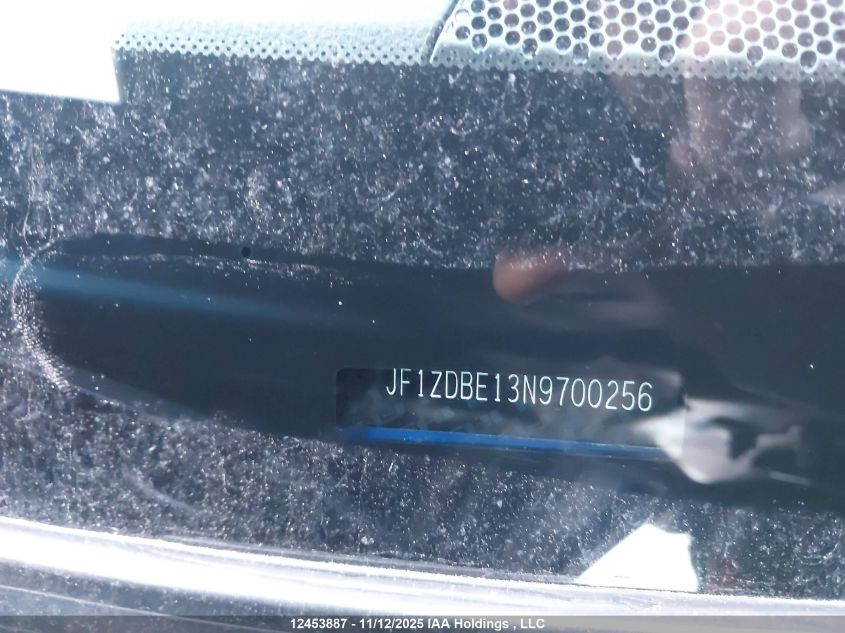 JF1ZDBE13N9700256
12453887 - 11/12/2025 IAA Holdings , LLC